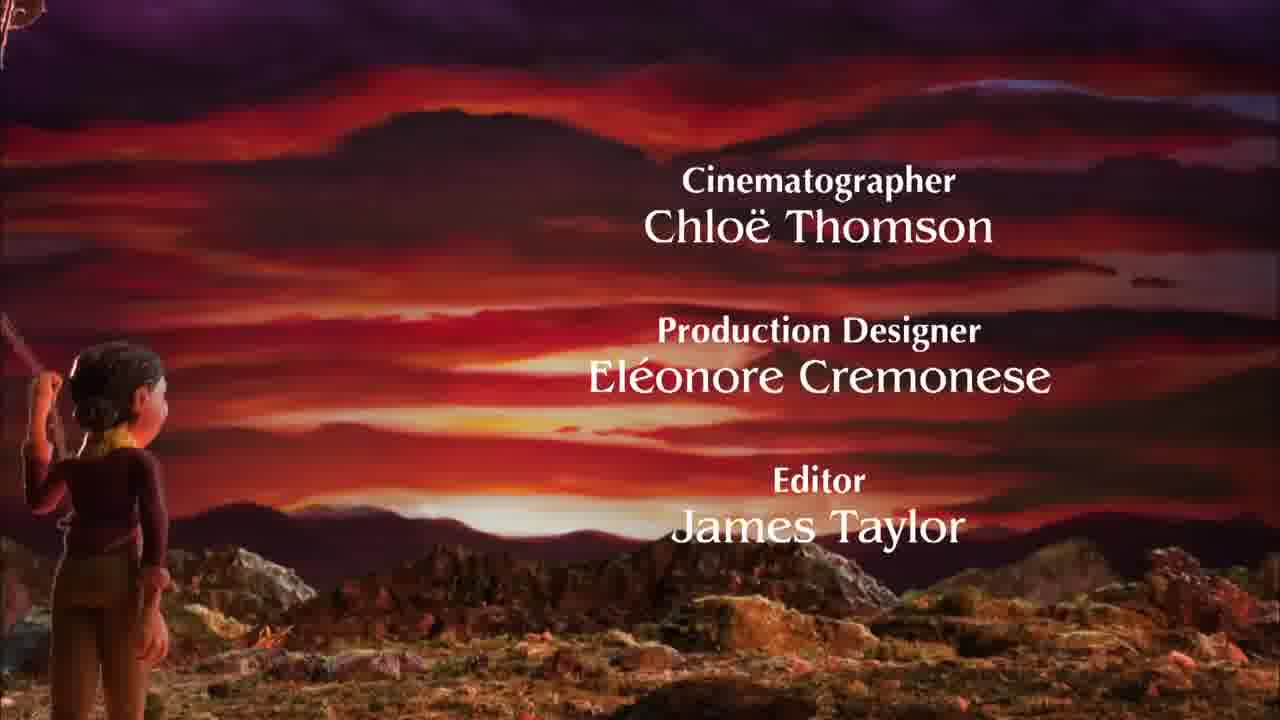 Cinematographer
Chloë Thomson
Production Designer
Eléonore Cremonese
Editor
James Taylor